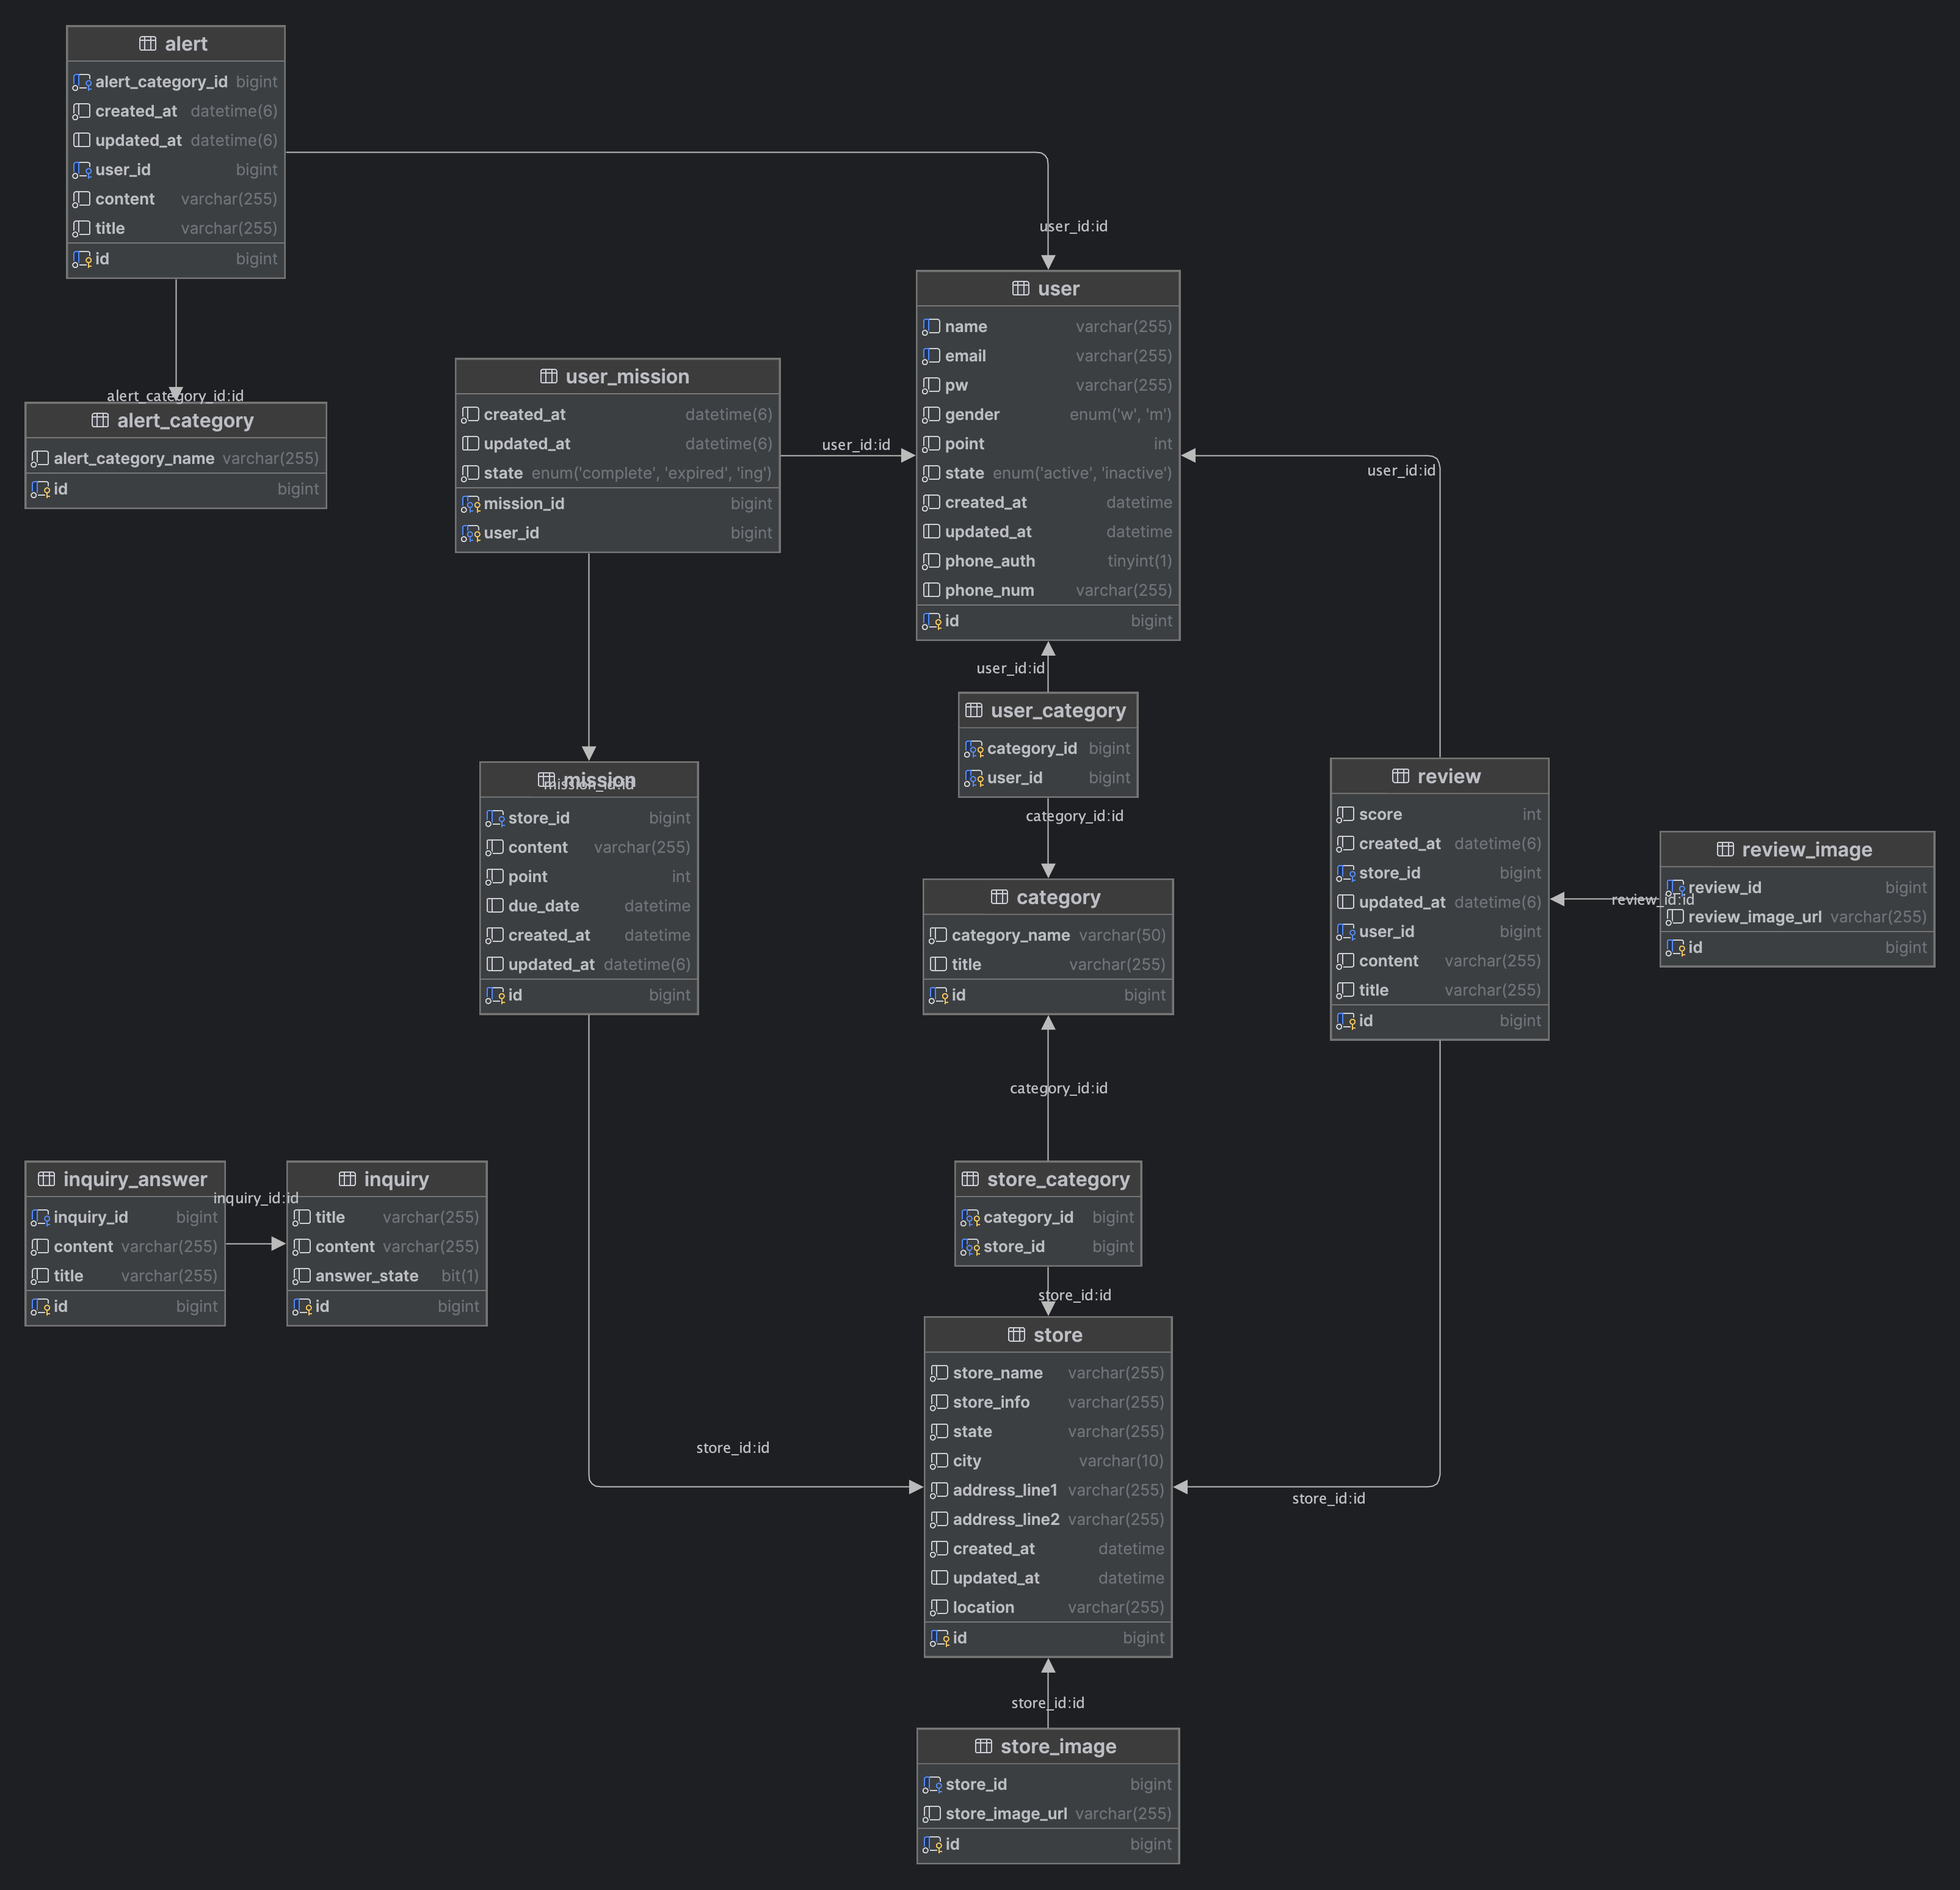 alert
alert_category_id bigint
created_at datetime(6)
updated_at datetime(6)
user_id bigint
content varchar(255)
title varchar(255)
id bigint
user_id:id
alert_category_id:id
alert_category
alert_category_name varchar(255)
id bigint
user_mission
created_at datetime(6)
updated_at datetime(6)
state enum('complete', 'expired', 'ing')
mission_id bigint
user_id bigint
user_id:id
user
name varchar(255)
email varchar(255)
pw varchar(255)
gender enum('w', 'm')
point int
state enum('active', 'inactive')
created_at datetime
updated_at datetime
phone_auth tinyint(1)
phone_num varchar(255)
id bigint
user_id:id
user_id:id
user_category
category_id bigint
user_id bigint
category_id:id
mission
mission_id:id
store_id bigint
content varchar(255)
point int
due_date datetime
created_at datetime
updated_at datetime(6)
id bigint
category
category_name varchar(50)
title varchar(255)
id bigint
review
score int
created_at datetime(6)
store_id bigint
updated_at datetime(6)
user_id bigint
content varchar(255)
title varchar(255)
id bigint
review_id:id
review_image
review_id bigint
review_image_url varchar(255)
id bigint
category_id:id
inquiry_answer
inquiry_id bigint
content varchar(255)
title varchar(255)
id bigint
inquiry_id:id
inquiry
title varchar(255)
content varchar(255)
answer_state bit(1)
id bigint
store_category
category_id bigint
store_id bigint
store_id:id
store
store_name varchar(255)
store_info varchar(255)
state varchar(255)
city varchar(10)
address_line1 varchar(255)
address_line2 varchar(255)
created_at datetime
updated_at datetime
location varchar(255)
id bigint
store_id:id
store_id:id
store_id:id
store_image
store_id bigint
store_image_url varchar(255)
id bigint